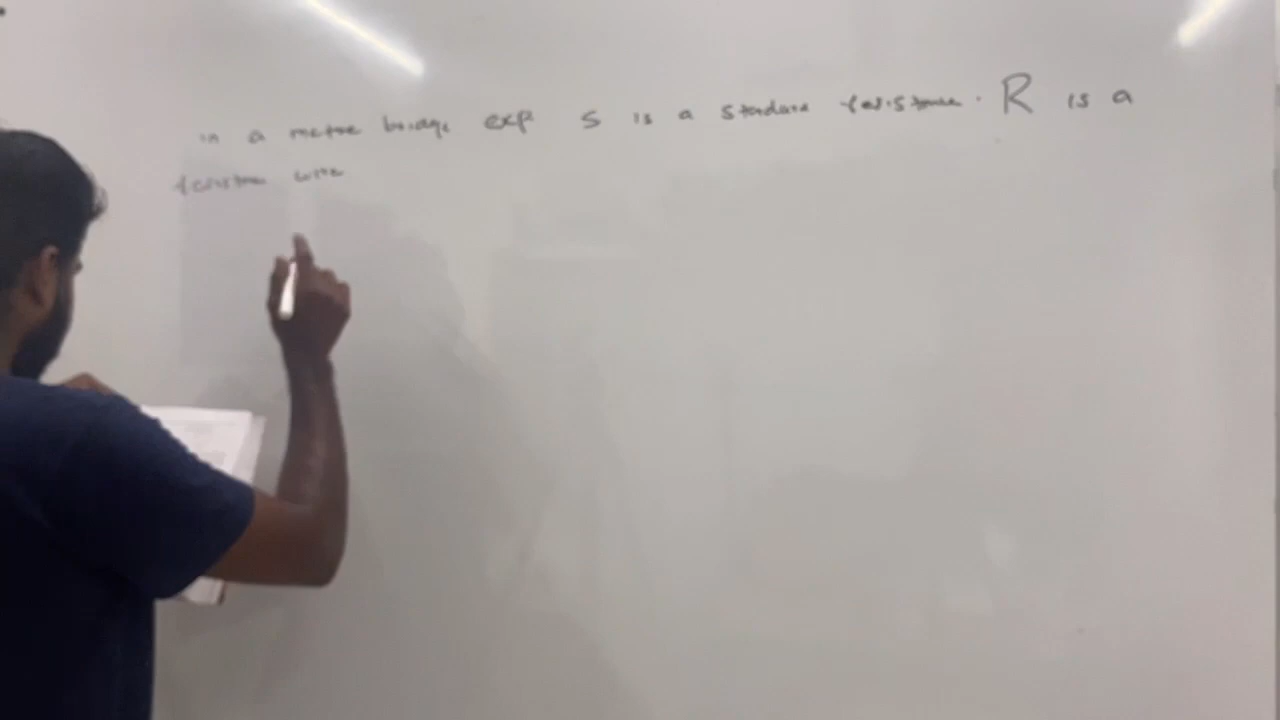 in a metre bridge exp S is a standard resistance. R is a
resistance wire